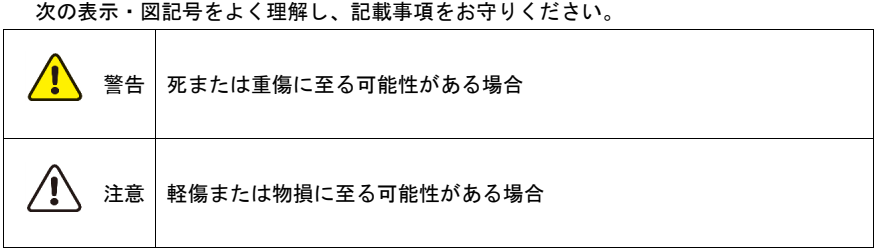 次の表示・図記号をよく理解し、記載事項をお守りください。
警告 死または重傷に至る可能性がある場合
注意 軽傷または物損に至る可能性がある場合